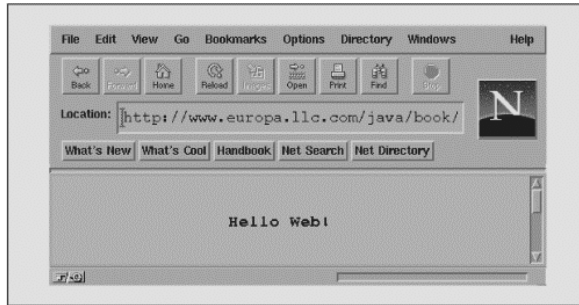 File Edit View Go Bookmarks Options Directory Windows Help
Back Forward Home Reload Images Open Print Find Stop
Location: http://www.europa.llc.com/java/book/
N
What's New What's Cool Handbook Net Search Net Directory
Hello Web!